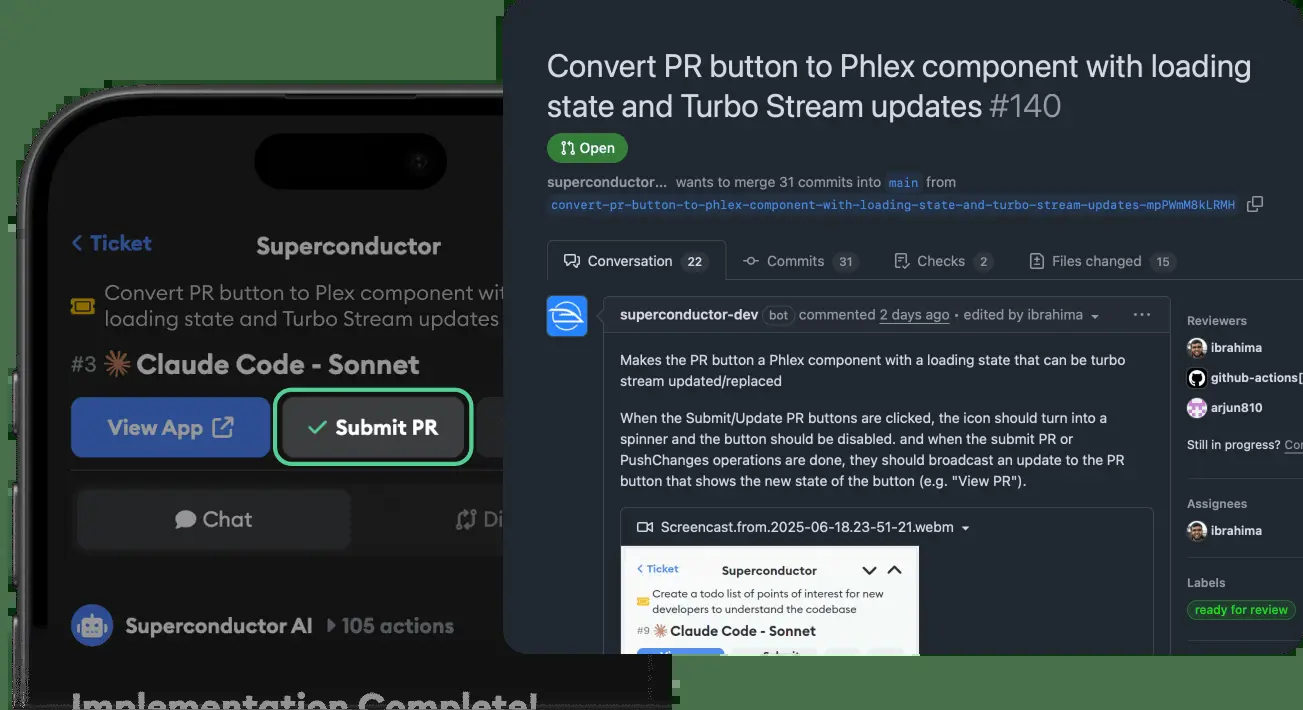 Ticket
Superconductor
Convert PR button to Plex component wit
loading state and Turbo Stream updates
#3 Claude Code - Sonnet
View App
Submit PR
Chat
Di
Superconductor AI 105 actions
Implementation Complete!
Convert PR button to Phlex component with loading
state and Turbo Stream updates #140
Open
superconductor... wants to merge 31 commits into main from
convert-pr-button-to-phlex-component-with-loading-state-and-turbo-stream-updates-mpPWmM8kLRMH
Conversation 22
Commits 31
Checks 2
Files changed 15
superconductor-dev bot commented 2 days ago • edited by ibrahima
Makes the PR button a Phlex component with a loading state that can be turbo
stream updated/replaced
When the Submit/Update PR buttons are clicked, the icon should turn into a
spinner and the button should be disabled. and when the submit PR or
PushChanges operations are done, they should broadcast an update to the PR
button that shows the new state of the button (e.g. "View PR").
Screencast.from.2025-06-18.23-51-21.webm
Ticket
Superconductor
Create a todo list of points of interest for new
developers to understand the codebase
#9 Claude Code - Sonnet
Reviewers
ibrahima
github-actions[
arjun810
Still in progress? Con
Assignees
ibrahima
Labels
ready for review